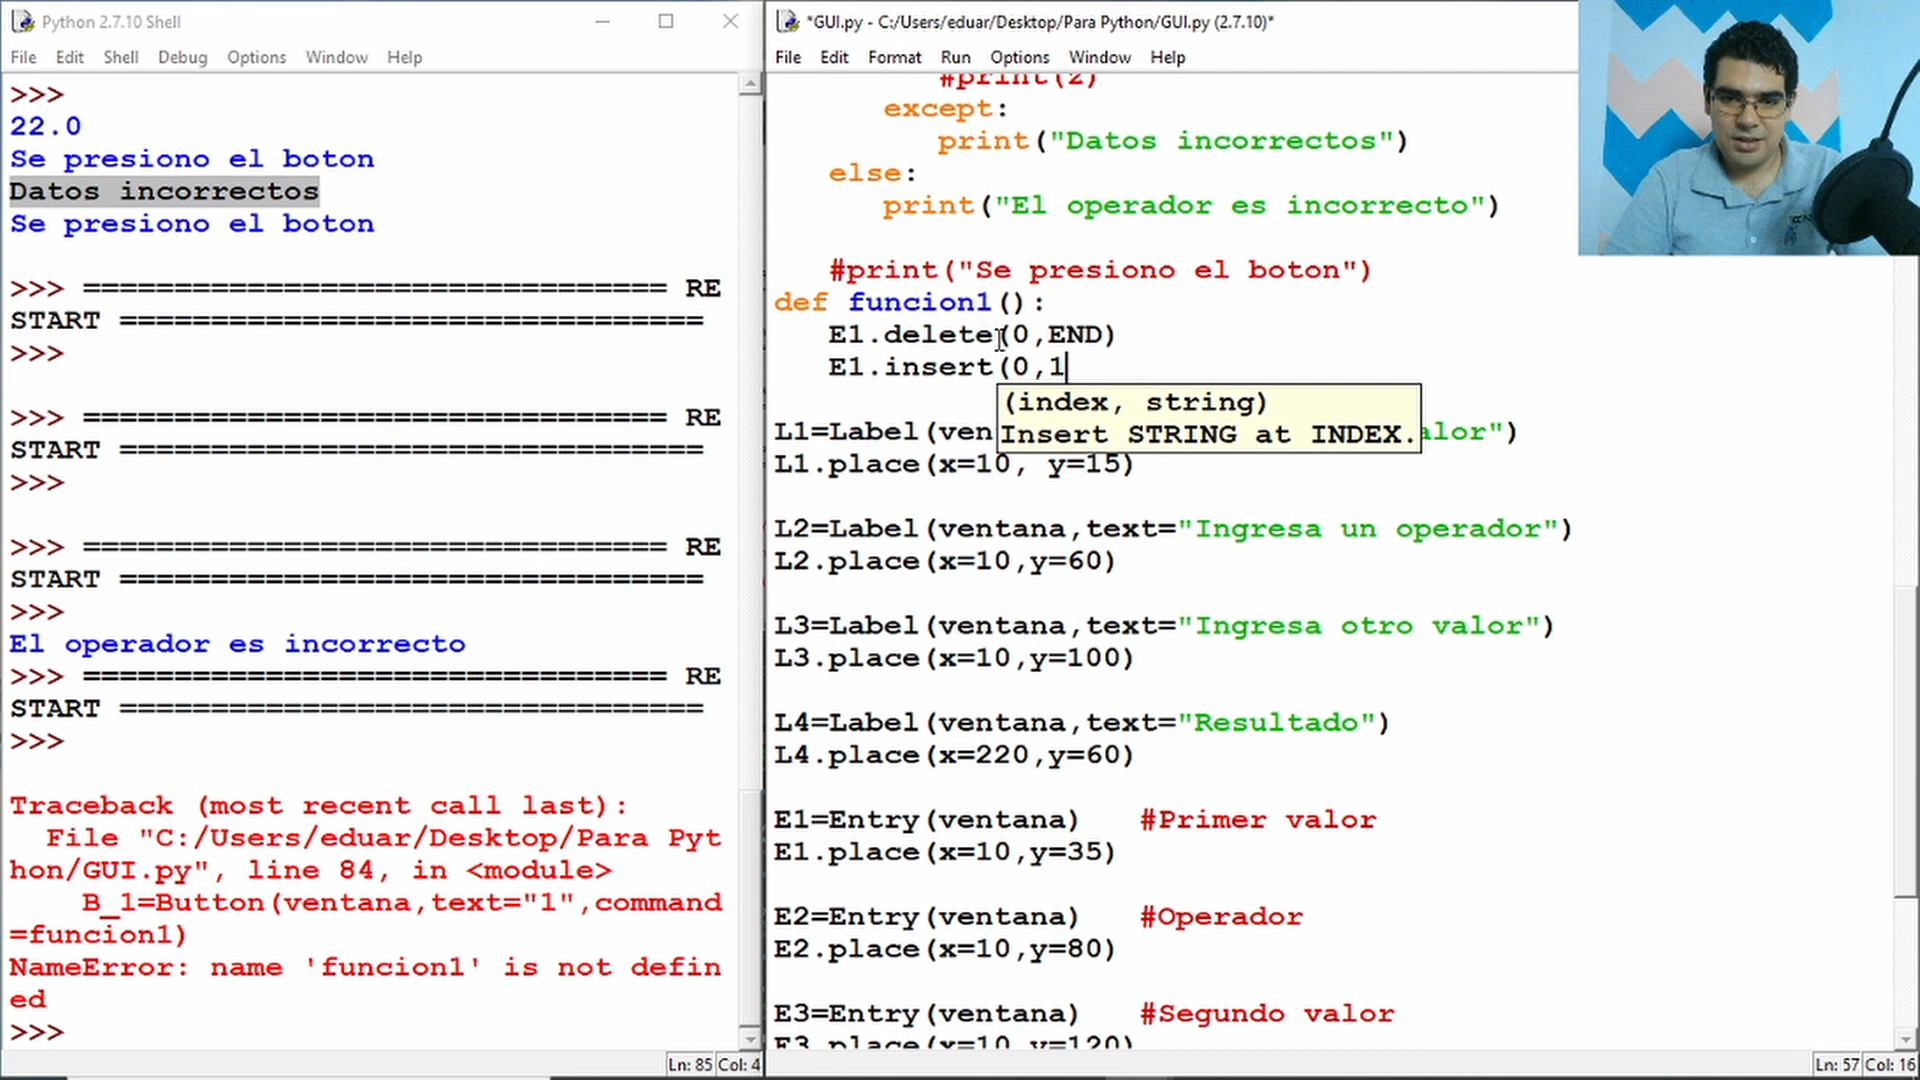 Python 2.7.10 Shell
File Edit Shell Debug Options Window Help
>>>
22.0
Se presiono el boton
Datos incorrectos
Se presiono el boton
>>> ================================ RE
START ================================
>>>
>>> ================================ RE
START ================================
>>>
>>> ================================ RE
START ================================
>>>
El operador es incorrecto
>>> ================================ RE
START ================================
>>>
Traceback (most recent call last):
File "C:/Users/eduar/Desktop/Para Pyt
hon/GUI.py", line 84, in <module>
B_1=Button(ventana,text="1",command
=funcion1)
NameError: name 'funcion1' is not defin
ed
>>>
Ln: 85 Col: 4
*GUI.py - C:/Users/eduar/Desktop/Para Python/GUI.py (2.7.10)*
File Edit Format Run Options Window Help
#print(2)
except:
print("Datos incorrectos")
else:
print("El operador es incorrecto")
#print("Se presiono el boton")
def funcion1():
E1.delete(0,END)
E1.insert(0,1
(index, string)
Insert STRING at INDEX.
L1=Label(ven alor")
L1.place(x=10, y=15)
L2=Label(ventana,text="Ingresa un operador")
L2.place(x=10,y=60)
L3=Label(ventana,text="Ingresa otro valor")
L3.place(x=10,y=100)
L4=Label(ventana,text="Resultado")
L4.place(x=220,y=60)
E1=Entry(ventana) #Primer valor
E1.place(x=10,y=35)
E2=Entry(ventana) #Operador
E2.place(x=10,y=80)
E3=Entry(ventana) #Segundo valor
E3.place(x=10,y=120)
Ln: 57 Col: 16